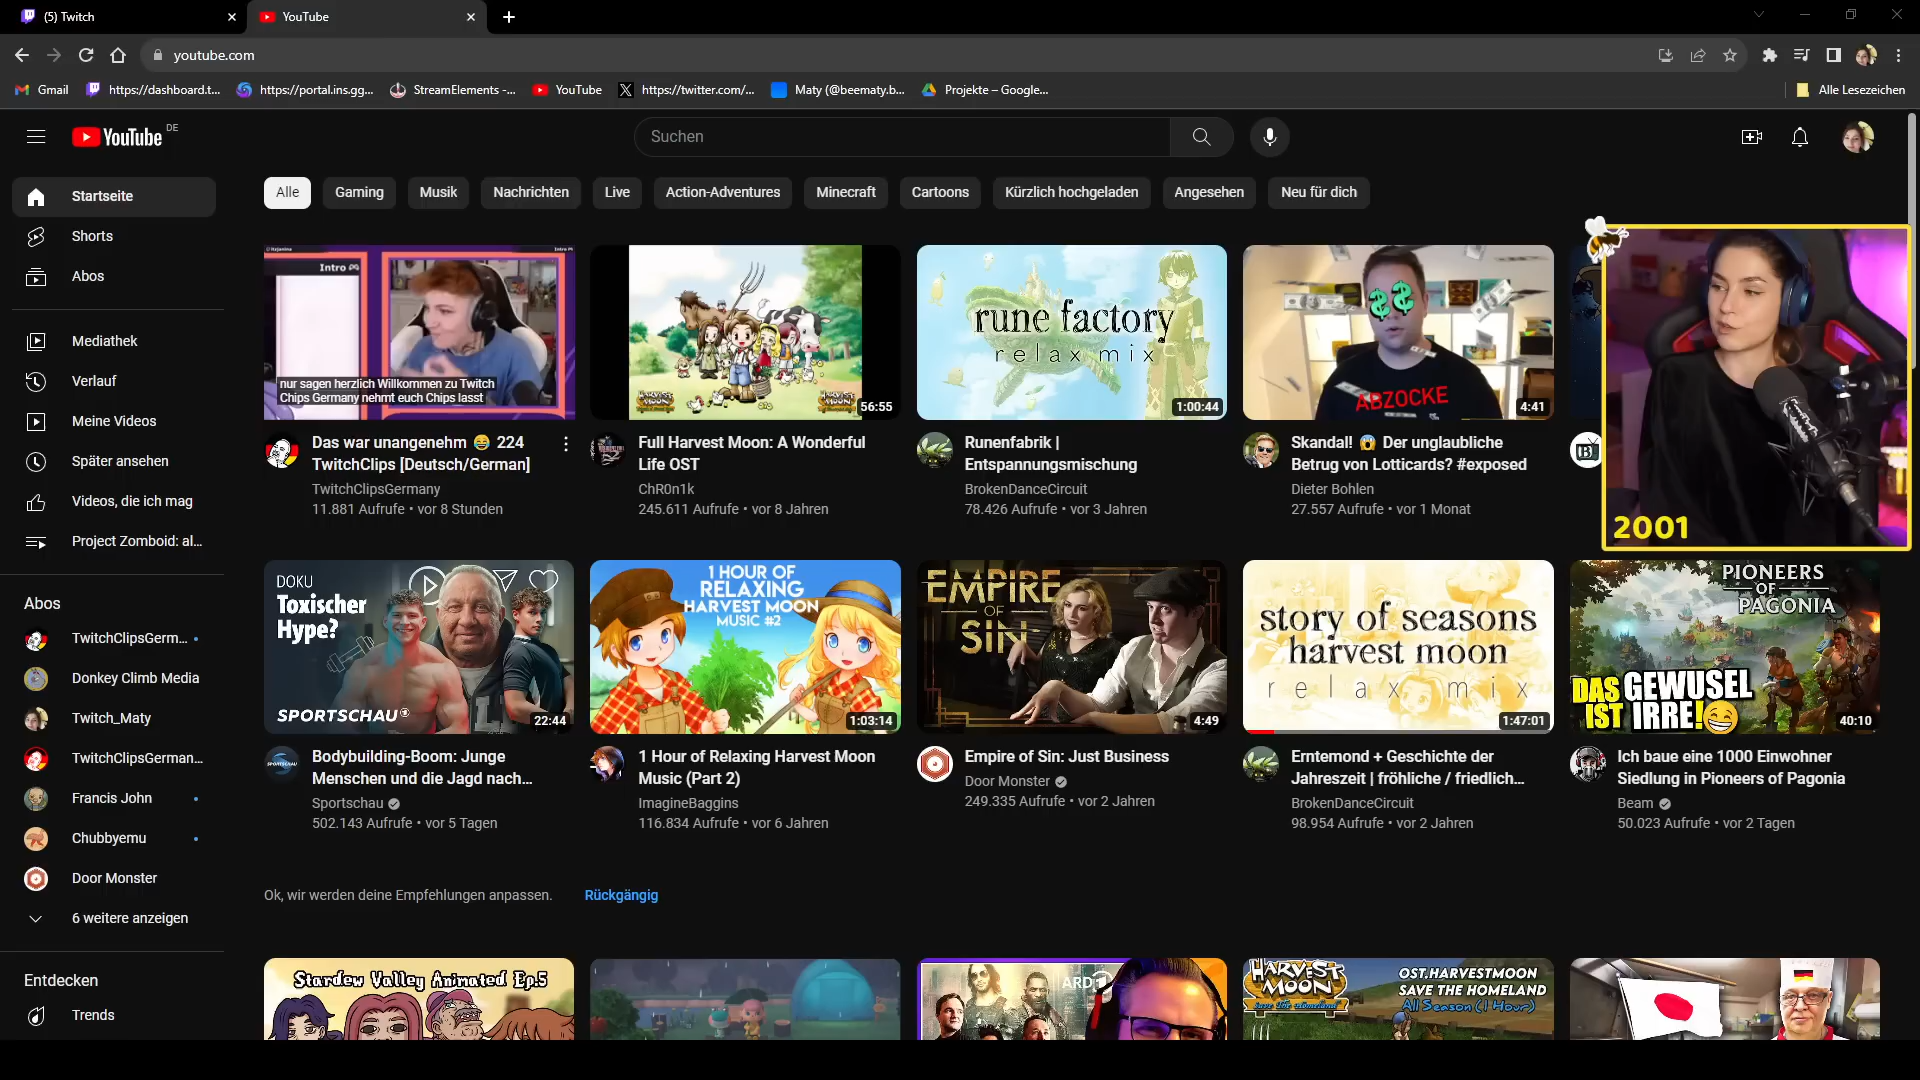 (5) Twitch
YouTube
youtube.com
Gmail
https://dashboard.t...
https://portal.ins.gg...
StreamElements -...
YouTube
https://twitter.com/...
Maty (@beematy.b...
Projekte – Google...
Alle Lesezeichen
YouTube DE
Suchen
Startseite
Shorts
Abos
Mediathek
Verlauf
Meine Videos
Später ansehen
Videos, die ich mag
Project Zomboid: al...
Abos
TwitchClipsGerm...
Donkey Climb Media
Twitch_Maty
TwitchClipsGerman...
Francis John
Chubbyemu
Door Monster
6 weitere anzeigen
Entdecken
Trends
Alle
Gaming
Musik
Nachrichten
Live
Action-Adventures
Minecraft
Cartoons
Kürzlich hochgeladen
Angesehen
Neu für dich
Intro
nur sagen herzlich Willkommen zu Twitch
Chips Germany nehmt euch Chips lasst
Das war unangenehm 😂 224
TwitchClips [Deutsch/German]
TwitchClipsGermany
11.881 Aufrufe • vor 8 Stunden
HARVEST MOON
56:55
Full Harvest Moon: A Wonderful
Life OST
ChR0n1k
245.611 Aufrufe • vor 8 Jahren
rune factory
relax mix
1:00:44
Runenfabrik |
Entspannungsmischung
BrokenDanceCircuit
78.426 Aufrufe • vor 3 Jahren
$$
ABZOCKE
4:41
Skandal! 😱 Der unglaubliche
Betrug von Lotticards? #exposed
Dieter Bohlen
27.557 Aufrufe • vor 1 Monat
B
2001
DOKU
Toxischer
Hype?
SPORTSCHAU
22:44
Bodybuilding-Boom: Junge
Menschen und die Jagd nach...
Sportschau
502.143 Aufrufe • vor 5 Tagen
1 HOUR OF
RELAXING
HARVEST MOON
MUSIC #2
1:03:14
1 Hour of Relaxing Harvest Moon
Music (Part 2)
ImagineBaggins
116.834 Aufrufe • vor 6 Jahren
EMPIRE
OF
SIN
4:49
Empire of Sin: Just Business
Door Monster
249.335 Aufrufe • vor 2 Jahren
story of seasons
harvest moon
relax mix
1:47:01
Erntemond + Geschichte der
Jahreszeit | fröhliche / friedlich...
BrokenDanceCircuit
98.954 Aufrufe • vor 2 Jahren
PIONEERS
OF
PAGONIA
DAS GEWUSEL
IST IRRE!
40:10
Ich baue eine 1000 Einwohner
Siedlung in Pioneers of Pagonia
Beam
50.023 Aufrufe • vor 2 Tagen
Ok, wir werden deine Empfehlungen anpassen.
Rückgängig
Stardew Valley Animated Ep.5
ARD
HARVEST
MOON
save the homeland
OST.HARVESTMOON
SAVE THE HOMELAND
All Season (1 Hour)